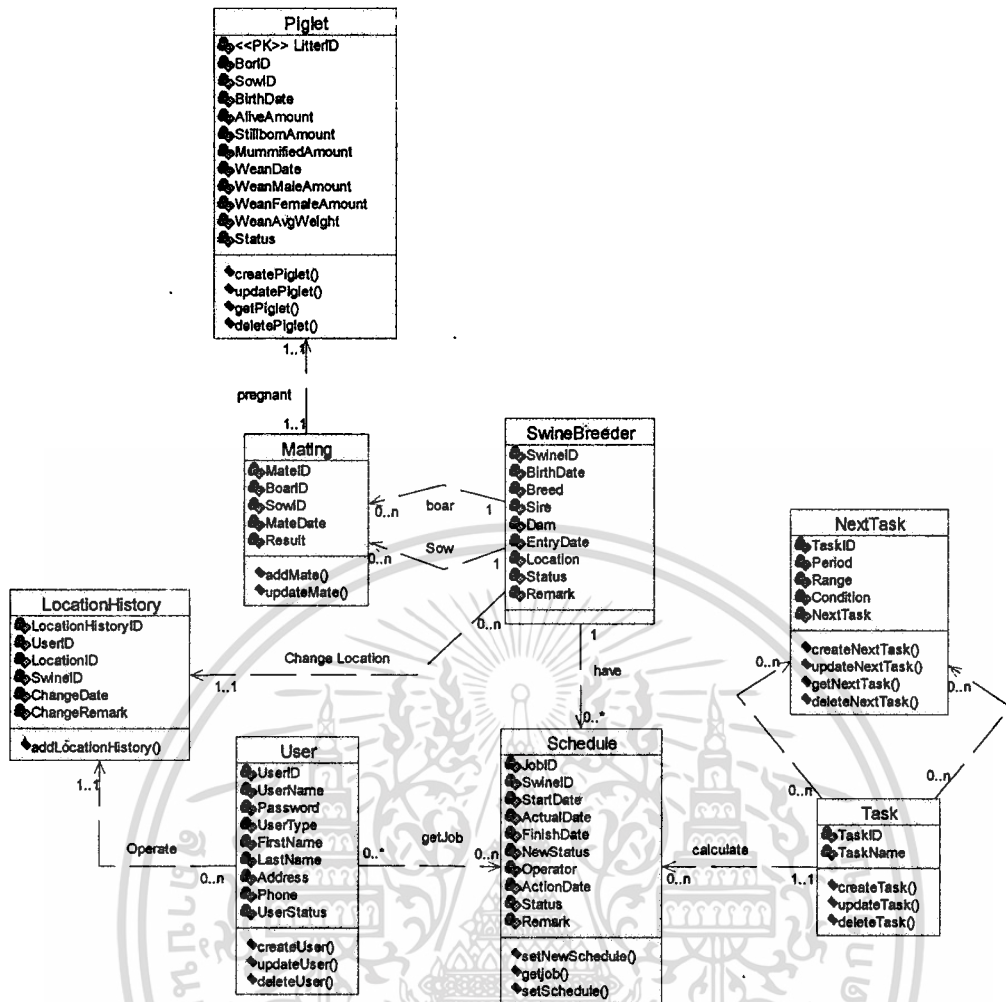 Piglet
<<PK>> LitterID
BorID
SowID
BirthDate
AliveAmount
StillbornAmount
MummifiedAmount
WeanDate
WeanMaleAmount
WeanFemaleAmount
WeanAvgWeight
Status
createPiglet()
updatePiglet()
getPiglet()
deletePiglet()
1..1
pregnant
1..1
Mating
MateID
BoarID
SowID
MateDate
Result
addMate()
updateMate()
SwineBreeder
SwineID
BirthDate
Breed
Sire
Dam
EntryDate
Location
Status
Remark
0..n
boar
1
0..n
Sow
1
0..n
Change Location
1..1
1
have
0..*
NextTask
TaskID
Period
Range
Condition
NextTask
createNextTask()
updateNextTask()
getNextTask()
deleteNextTask()
0..n
0..n
0..n
0..n
LocationHistory
LocationHistoryID
UserID
LocationID
SwineID
ChangeDate
ChangeRemark
addLocationHistory()
1..1
Operate
0..n
User
UserID
UserName
Password
UserType
FirstName
LastName
Address
Phone
UserStatus
createUser()
updateUser()
deleteUser()
0..*
getJob
0..n
Schedule
JobID
SwineID
StartDate
ActualDate
FinishDate
NewStatus
Operator
ActionDate
Status
Remark
setNewSchedule()
getjob()
setSchedule()
calculate
0..n
1..1
Task
TaskID
TaskName
createTask()
updateTask()
deleteTask()